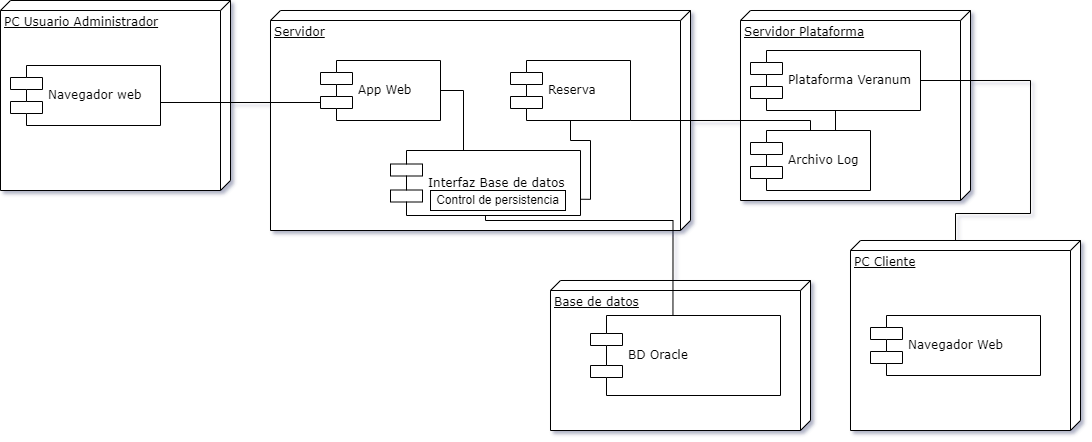 PC Usuario Administrador
Navegador web
Servidor
App Web
Reserva
Interfaz Base de datos
Control de persistencia
Servidor Plataforma
Plataforma Veranum
Archivo Log
Base de datos
BD Oracle
PC Cliente
Navegador Web